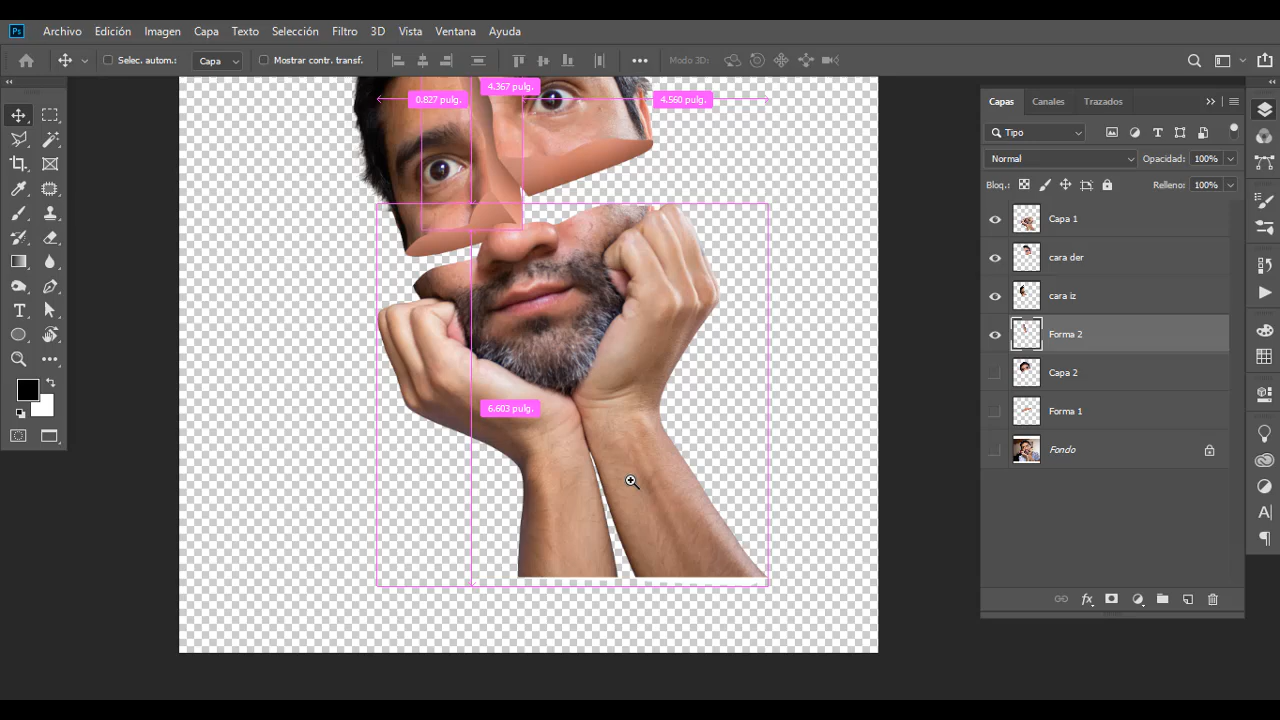 Ps Archivo Edición Imagen Capa Texto Selección Filtro 3D Vista Ventana Ayuda
Selec. autom.: Capa Mostrar contr. transf. Modo 3D:
4.367 pulg.
0.827 pulg. 4.560 pulg.
6.603 pulg.
Capas Canales Trazados
Tipo
Normal Opacidad: 100%
Bloq.: Relleno: 100%
Capa 1
cara der
cara iz
Forma 2
Capa 2
Forma 1
Fondo
fx